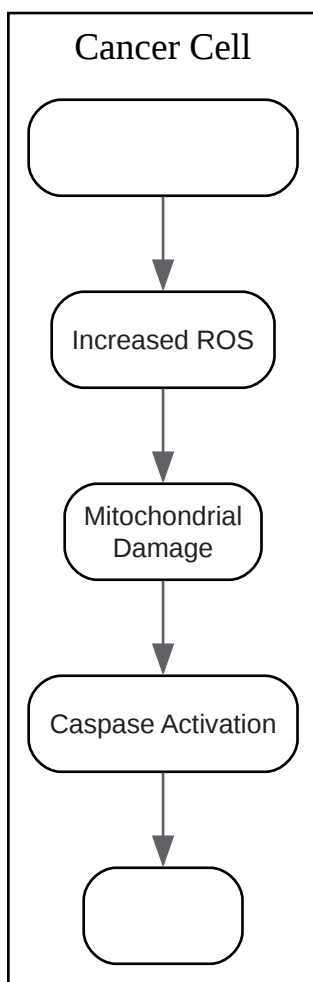 Cancer Cell
Increased ROS
Mitochondrial
Damage
Caspase Activation